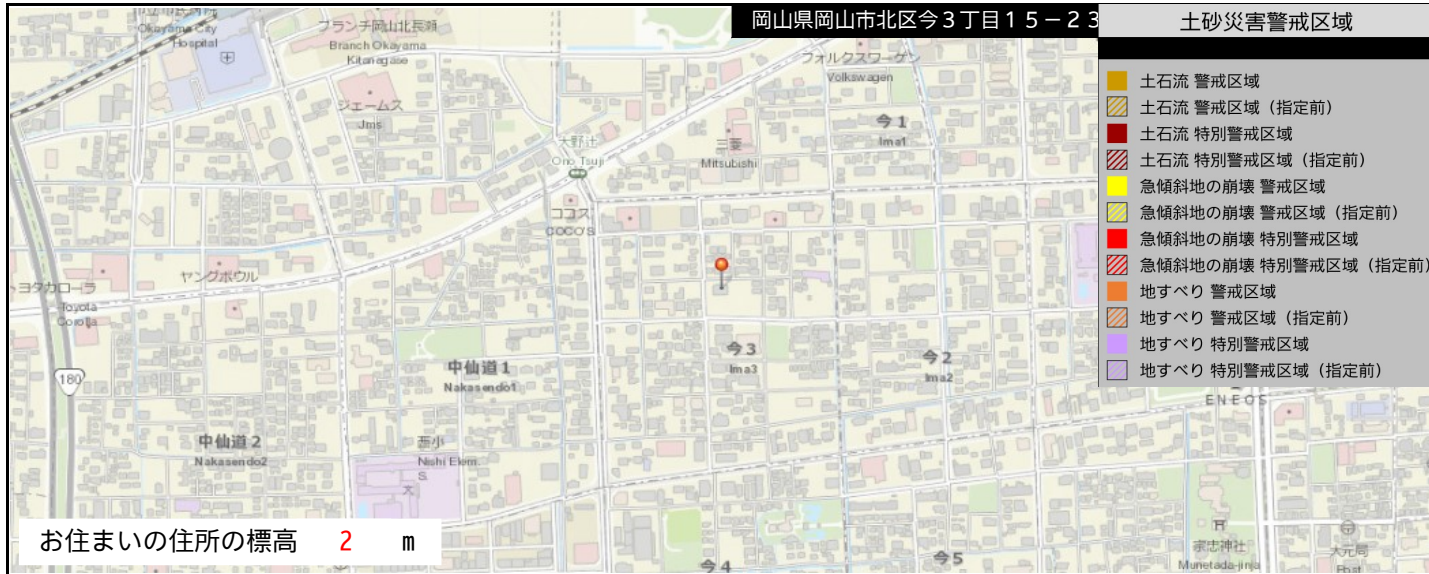 岡山県岡山市北区今３丁目１５－２３
土砂災害警戒区域
土石流 警戒区域
土石流 警戒区域（指定前）
土石流 特別警戒区域
土石流 特別警戒区域（指定前）
急傾斜地の崩壊 警戒区域
急傾斜地の崩壊 警戒区域（指定前）
急傾斜地の崩壊 特別警戒区域
急傾斜地の崩壊 特別警戒区域（指定前）
地すべり 警戒区域
地すべり 警戒区域（指定前）
地すべり 特別警戒区域
地すべり 特別警戒区域（指定前）
Okayama City
Hospital
フランチ岡山北長瀬
Branch Okayama
Kitanagase
フォルクスワーゲン
Volkswagen
ジェームス
Jms
今１
Ima1
大野辻
Ono Tsuji
三菱
Mitsubishi
ココス
COCO'S
ヤングボウル
ヨタカローラ
Toyota
Corolla
180
中仙道１
Nakasendo1
今３
Ima3
今２
Ima2
ENEOS
中仙道２
Nakasendo2
西小
Nishi Elem.
S.
文
お住まいの住所の標高　2　m
今４
今５
宗忠神社
Munetada-jinja
大元局
Post